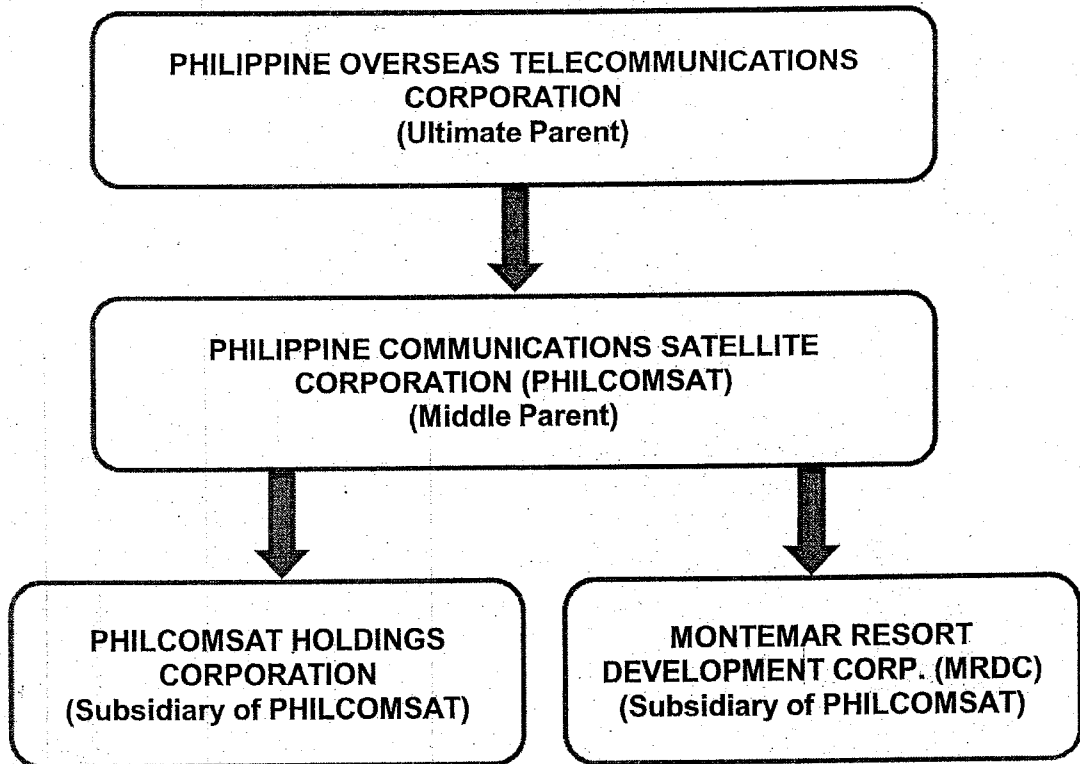 PHILIPPINE OVERSEAS TELECOMMUNICATIONS
CORPORATION
(Ultimate Parent)
PHILIPPINE COMMUNICATIONS SATELLITE
CORPORATION (PHILCOMSAT)
(Middle Parent)
PHILCOMSAT HOLDINGS
CORPORATION
(Subsidiary of PHILCOMSAT)
MONTEMAR RESORT
DEVELOPMENT CORP. (MRDC)
(Subsidiary of PHILCOMSAT)